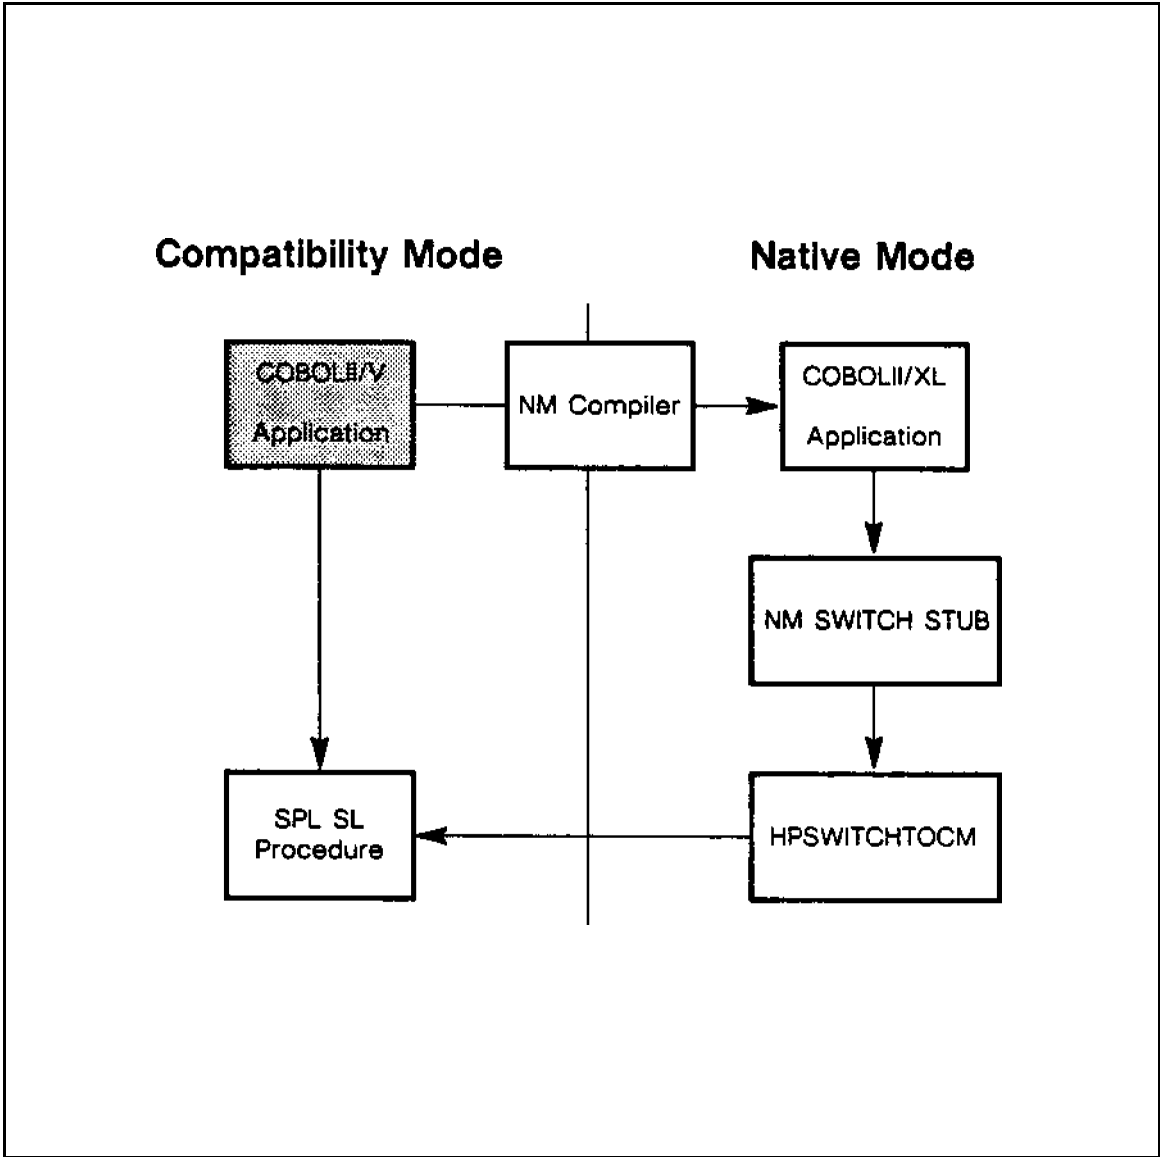 Compatibility Mode
Native Mode
COBOLII/V
Application
NM Compiler
COBOLII/XL
Application
NM SWITCH STUB
SPL SL
Procedure
HPSWITCHTOCM